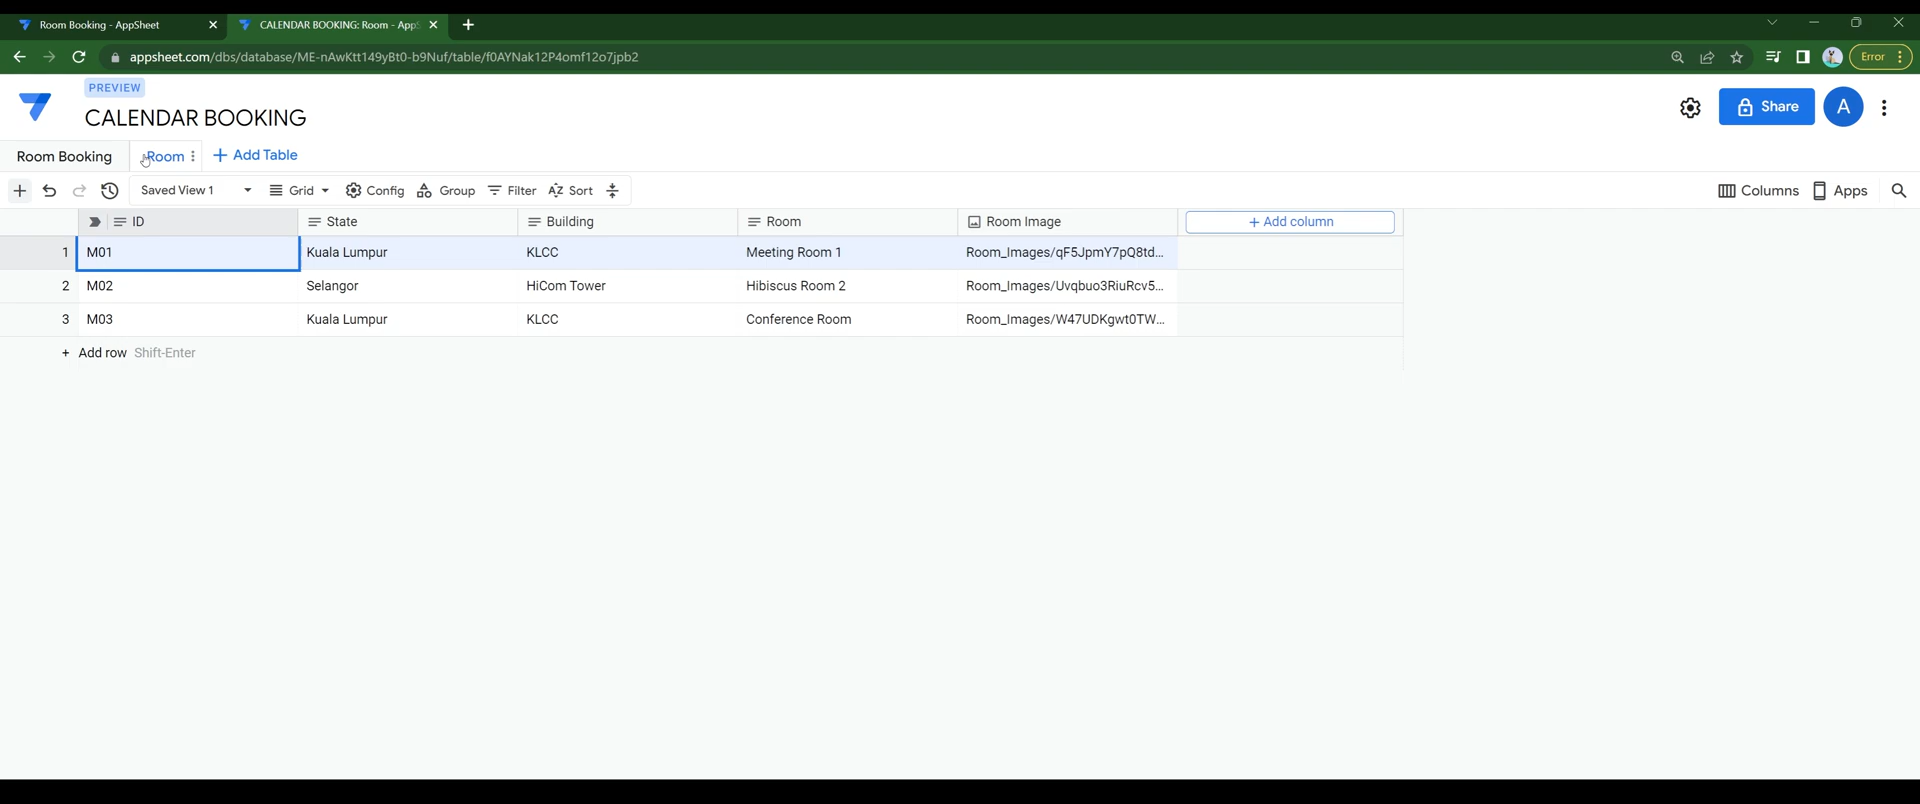 Room Booking - AppSheet
CALENDAR BOOKING: Room - App
appsheet.com/dbs/database/ME-nAwKtt149yBt0-b9Nuf/table/f0AYNak12P4omf12o7jpb2
Error
PREVIEW
CALENDAR BOOKING
Share
A
Room Booking
Room
+ Add Table
Saved View 1
Grid
Config
Group
Filter
AZ Sort
Columns
Apps
ID State Building Room Room Image + Add column
1 M01 Kuala Lumpur KLCC Meeting Room 1 Room_Images/qF5JpmY7pQ8td...
2 M02 Selangor HiCom Tower Hibiscus Room 2 Room_Images/Uvqbuo3RiuRcv5...
3 M03 Kuala Lumpur KLCC Conference Room Room_Images/W47UDKgwt0TW...
+ Add row Shift-Enter